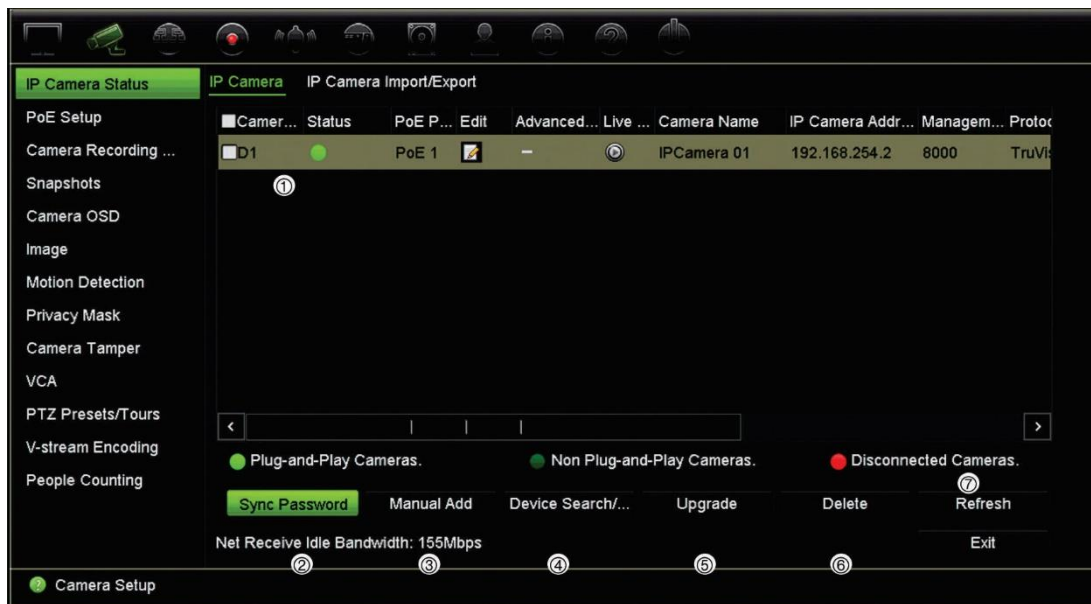 IP Camera Status
PoE Setup
Camera Recording ...
Snapshots
Camera OSD
Image
Motion Detection
Privacy Mask
Camera Tamper
VCA
PTZ Presets/Tours
V-stream Encoding
People Counting
IP Camera IP Camera Import/Export
Camer... Status PoE P... Edit Advanced... Live ... Camera Name IP Camera Addr... Managem... Protoc
D1 PoE 1 – IPCamera 01 192.168.254.2 8000 TruVis
①
Plug-and-Play Cameras. Non Plug-and-Play Cameras. Disconnected Cameras.
⑦
Sync Password Manual Add Device Search/... Upgrade Delete Refresh
Net Receive Idle Bandwidth: 155Mbps Exit
② ③ ④ ⑤ ⑥
Camera Setup